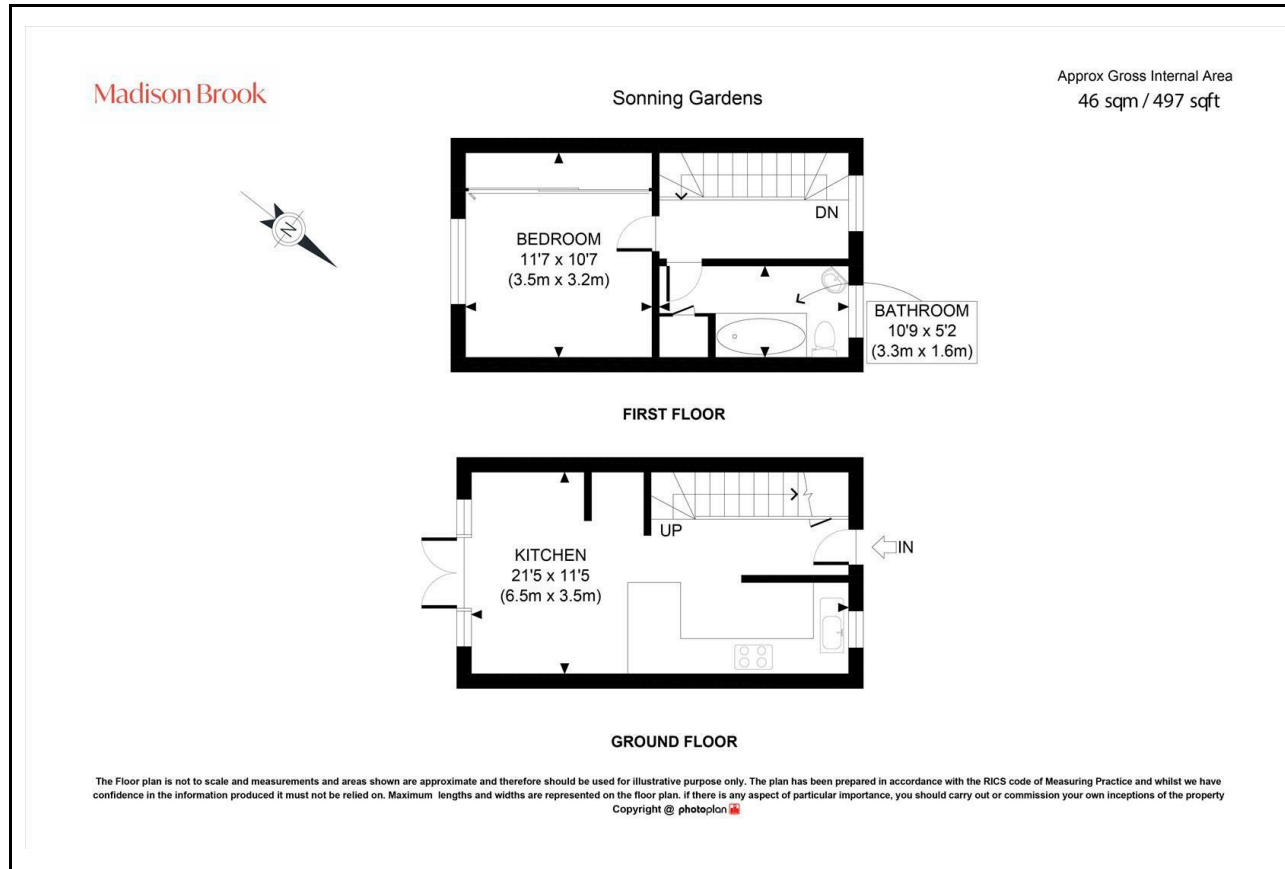 Madison Brook
Sonning Gardens
Approx Gross Internal Area
46 sqm / 497 sqft
N
BEDROOM
11'7 x 10'7
(3.5m x 3.2m)
DN
BATHROOM
10'9 x 5'2
(3.3m x 1.6m)
FIRST FLOOR
UP
KITCHEN
21'5 x 11'5
(6.5m x 3.5m)
IN
GROUND FLOOR
The Floor plan is not to scale and measurements and areas shown are approximate and therefore should be used for illustrative purpose only. The plan has been prepared in accordance with the RICS code of Measuring Practice and whilst we have
confidence in the information produced it must not be relied on. Maximum lengths and widths are represented on the floor plan. if there is any aspect of particular importance, you should carry out or commission your own inceptions of the property
Copyright @ photoplan